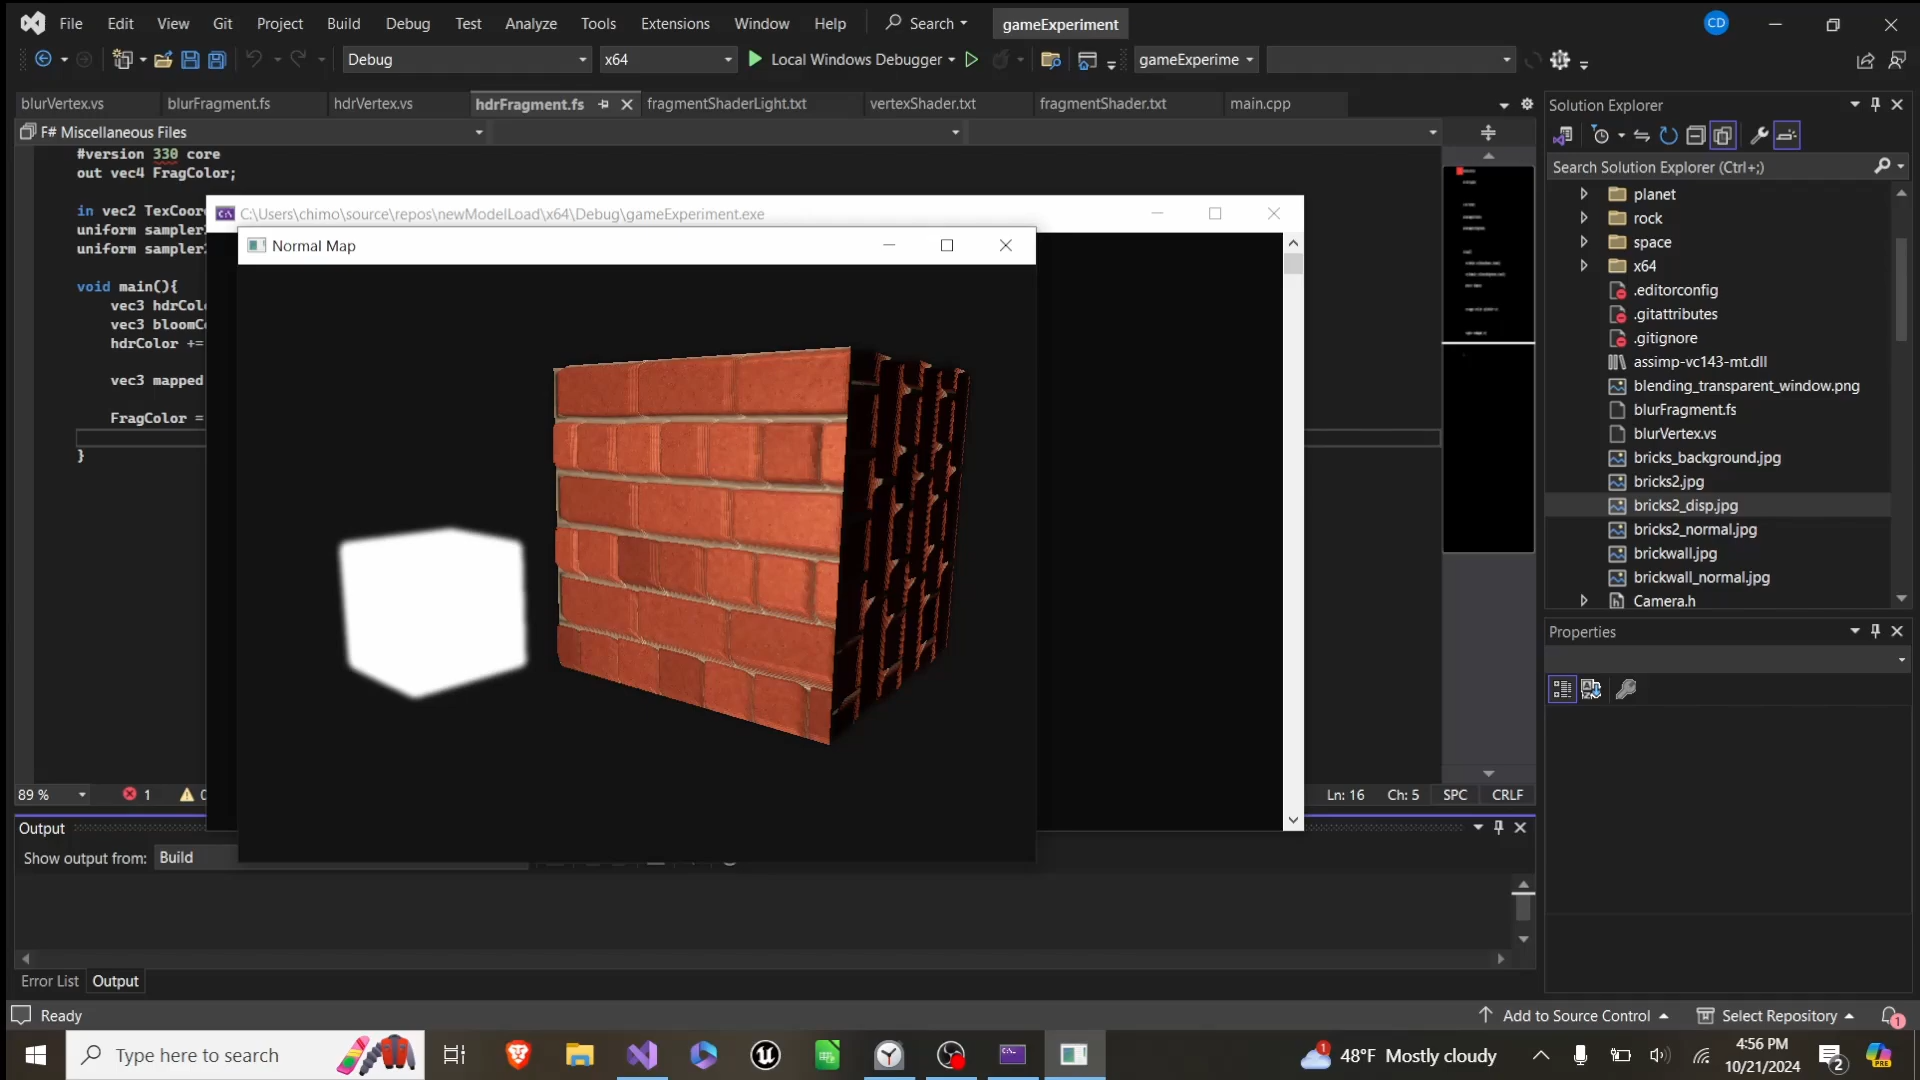 File Edit View Git Project Build Debug Test Analyze Tools Extensions Window Help Search gameExperiment CD
Debug x64 Local Windows Debugger gameExperime
blurVertex.vs blurFragment.fs hdrVertex.vs hdrFragment.fs fragmentShaderLight.txt vertexShader.txt fragmentShader.txt main.cpp
F# Miscellaneous Files
#version 330 core
out vec4 FragColor;
in vec2 TexCoor
uniform sampler
uniform sampler
void main(){
vec3 hdrCol
vec3 bloomC
hdrColor +=
vec3 mapped
FragColor =
}
C:\Users\chimo\source\repos\newModelLoad\x64\Debug\gameExperiment.exe
Normal Map
89 % 1 0 Ln: 16 Ch: 5 SPC CRLF
Output
Show output from: Build
Error List Output
Solution Explorer
Search Solution Explorer (Ctrl+;)
planet
rock
space
x64
.editorconfig
.gitattributes
.gitignore
assimp-vc143-mt.dll
blending_transparent_window.png
blurFragment.fs
blurVertex.vs
bricks_background.jpg
bricks2.jpg
bricks2_disp.jpg
bricks2_normal.jpg
brickwall.jpg
brickwall_normal.jpg
Camera.h
Properties
Ready Add to Source Control Select Repository 1
Type here to search 1 48°F Mostly cloudy 4:56 PM 2
10/21/2024